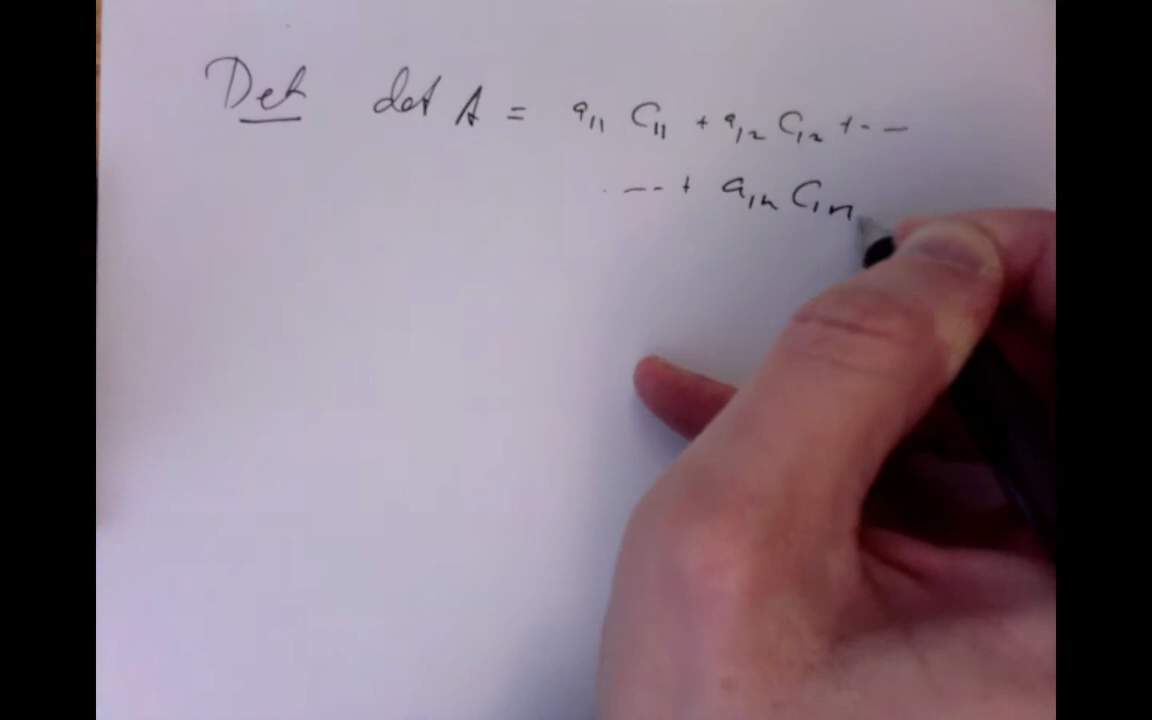 Def det A = a₁₁ C₁₁ + a₁₂ C₁₂ + ---
--- + a₁ₙ C₁ₙ